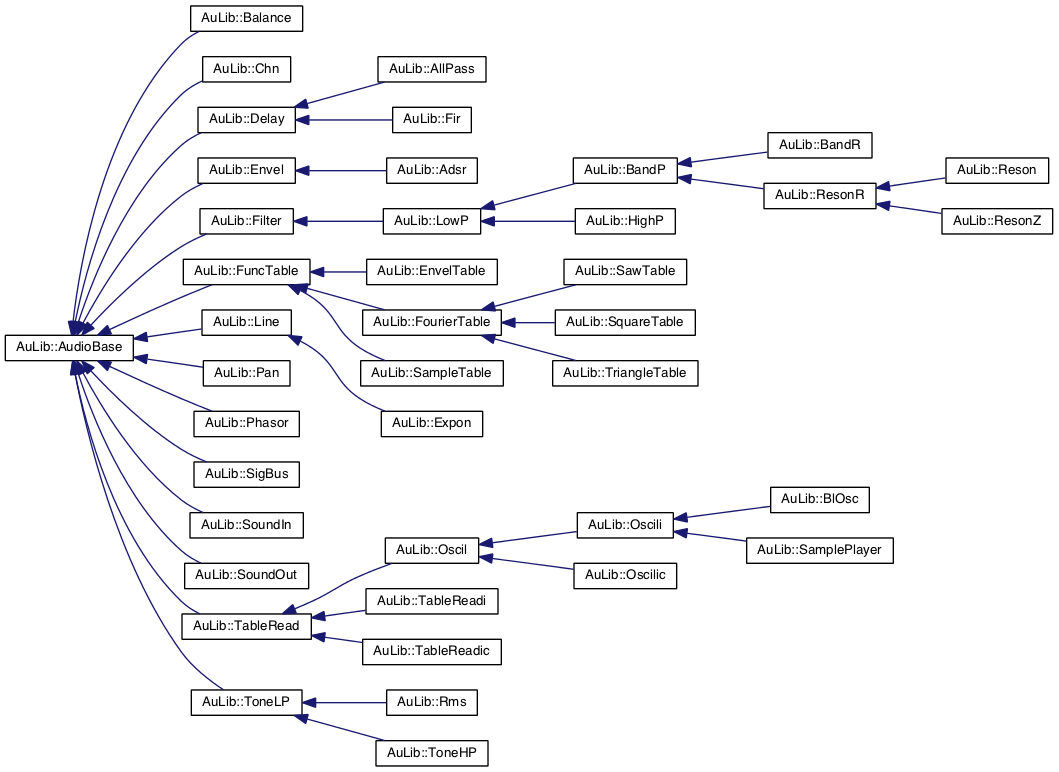 AuLib::Balance
AuLib::Chn
AuLib::AllPass
AuLib::Delay
AuLib::Fir
AuLib::BandR
AuLib::Envel
AuLib::Adsr
AuLib::BandP
AuLib::Reson
AuLib::ResonR
AuLib::Filter
AuLib::LowP
AuLib::HighP
AuLib::ResonZ
AuLib::FuncTable
AuLib::EnvelTable
AuLib::SawTable
AuLib::Line
AuLib::FourierTable
AuLib::SquareTable
AuLib::AudioBase
AuLib::Pan
AuLib::SampleTable
AuLib::TriangleTable
AuLib::Phasor
AuLib::Expon
AuLib::SigBus
AuLib::BlOsc
AuLib::SoundIn
AuLib::Oscili
AuLib::Oscil
AuLib::SamplePlayer
AuLib::SoundOut
AuLib::Oscilic
AuLib::TableReadi
AuLib::TableRead
AuLib::TableReadic
AuLib::ToneLP
AuLib::Rms
AuLib::ToneHP